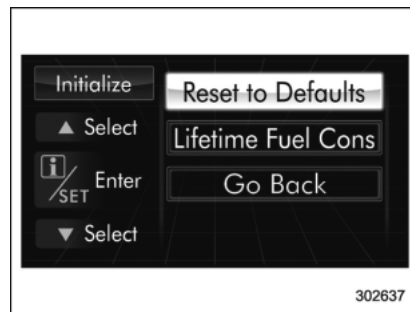 Initialize
▲ Select
i/SET Enter
▼ Select
Reset to Defaults
Lifetime Fuel Cons
Go Back
302637